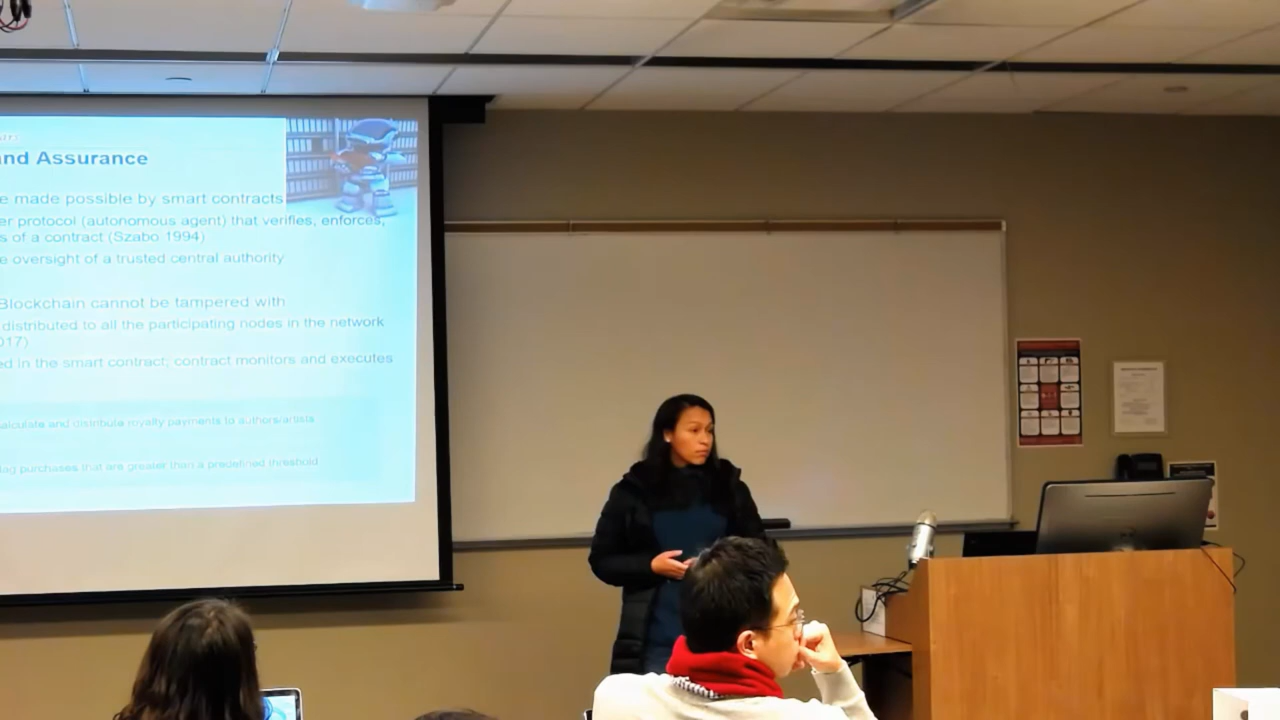 nd Assurance
e made possible by smart contracts
er protocol (autonomous agent) that verifies, enforces,
s of a contract (Szabo 1994)
e oversight of a trusted central authority
Blockchain cannot be tampered with
distributed to all the participating nodes in the network
017)
ed in the smart contract; contract monitors and executes
alculate and distribute royalty payments to authors/artists
lag purchases that are greater than a predefined threshold